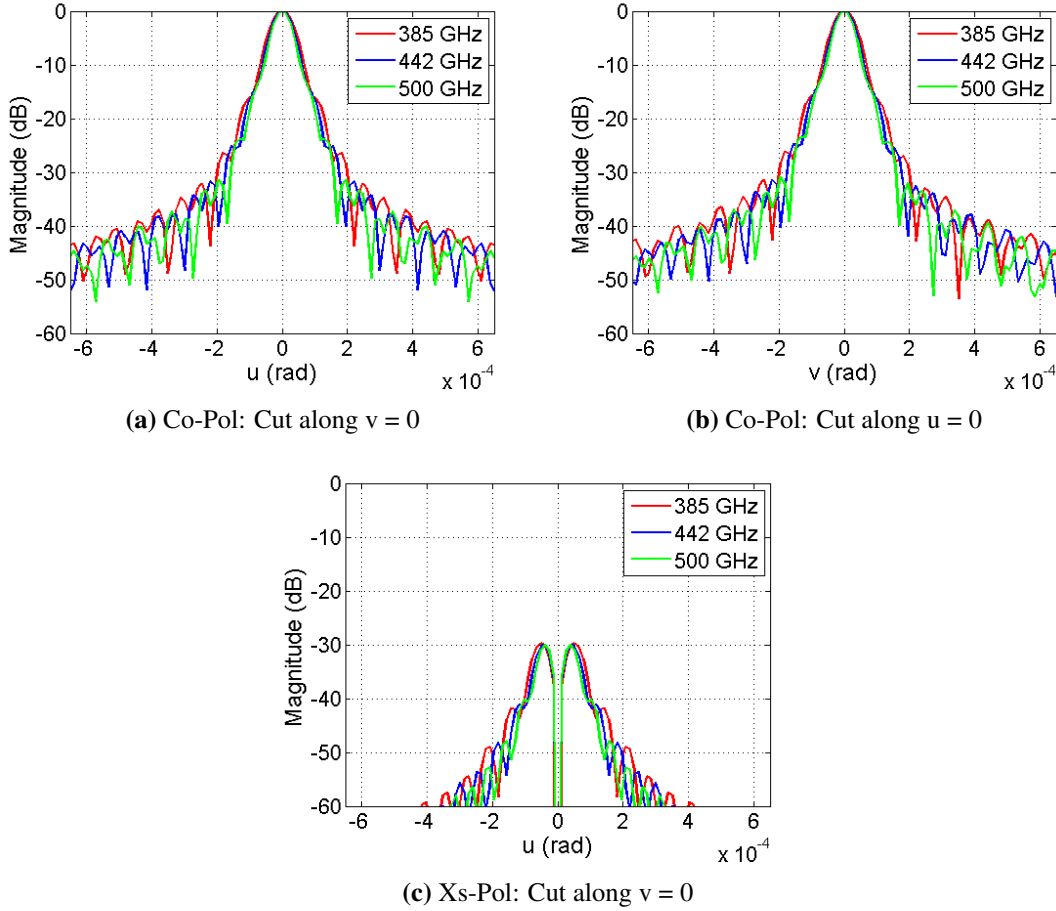 0
-10
-20
-30
-40
-50
-60
Magnitude (dB)
385 GHz
442 GHz
500 GHz
-6 -4 -2 0 2 4 6
u (rad)
x 10⁻⁴
(a) Co-Pol: Cut along v = 0
0
-10
-20
-30
-40
-50
-60
Magnitude (dB)
385 GHz
442 GHz
500 GHz
-6 -4 -2 0 2 4 6
v (rad)
x 10⁻⁴
(b) Co-Pol: Cut along u = 0
0
-10
-20
-30
-40
-50
-60
Magnitude (dB)
385 GHz
442 GHz
500 GHz
-6 -4 -2 0 2 4 6
u (rad)
x 10⁻⁴
(c) Xs-Pol: Cut along v = 0